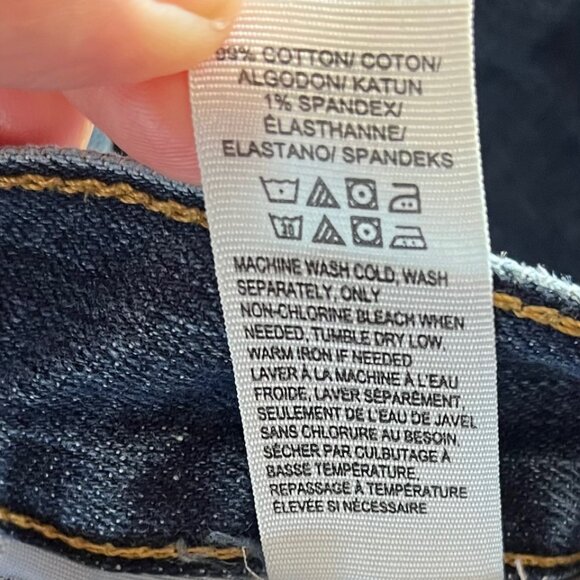 99% COTTON/ COTON/
ALGODON/ KATUN
1% SPANDEX/
ÉLASTHANNE/
ELASTANO/ SPANDEKS
30
MACHINE WASH COLD, WASH
SEPARATELY, ONLY
NON-CHLORINE BLEACH WHEN
NEEDED, TUMBLE DRY LOW,
WARM IRON IF NEEDED
LAVER À LA MACHINE À L'EAU
FROIDE, LAVER SÉPARÉMENT,
SEULEMENT DE L'EAU DE JAVEL
SANS CHLORURE AU BESOIN,
SÉCHER PAR CULBUTAGE À
BASSE TEMPÉRATURE,
REPASSAGE À TEMPÉRATURE
ÉLEVÉE SI NÉCESSAIRE